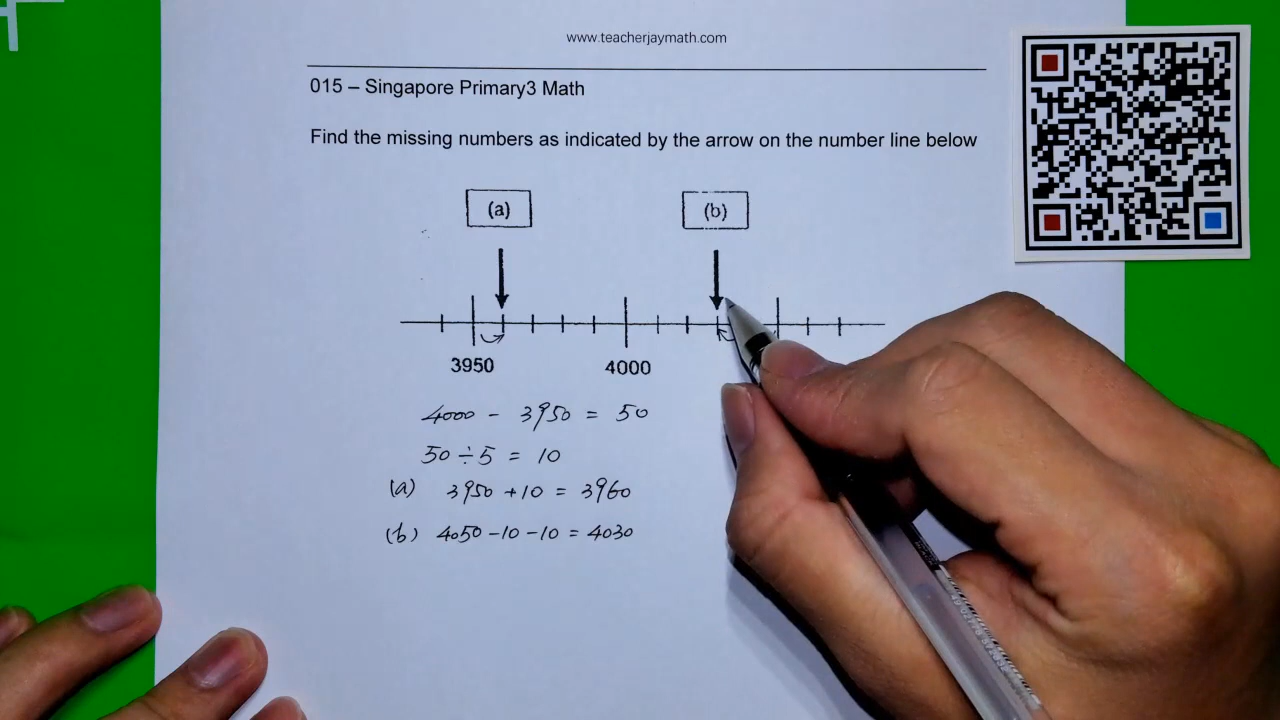 www.teacherjaymath.com
015 – Singapore Primary3 Math
Find the missing numbers as indicated by the arrow on the number line below
(a) (b)
3950 4000
4000 - 3950 = 50
50 ÷ 5 = 10
(a) 3950 + 10 = 3960
(b) 4050 - 10 - 10 = 4030